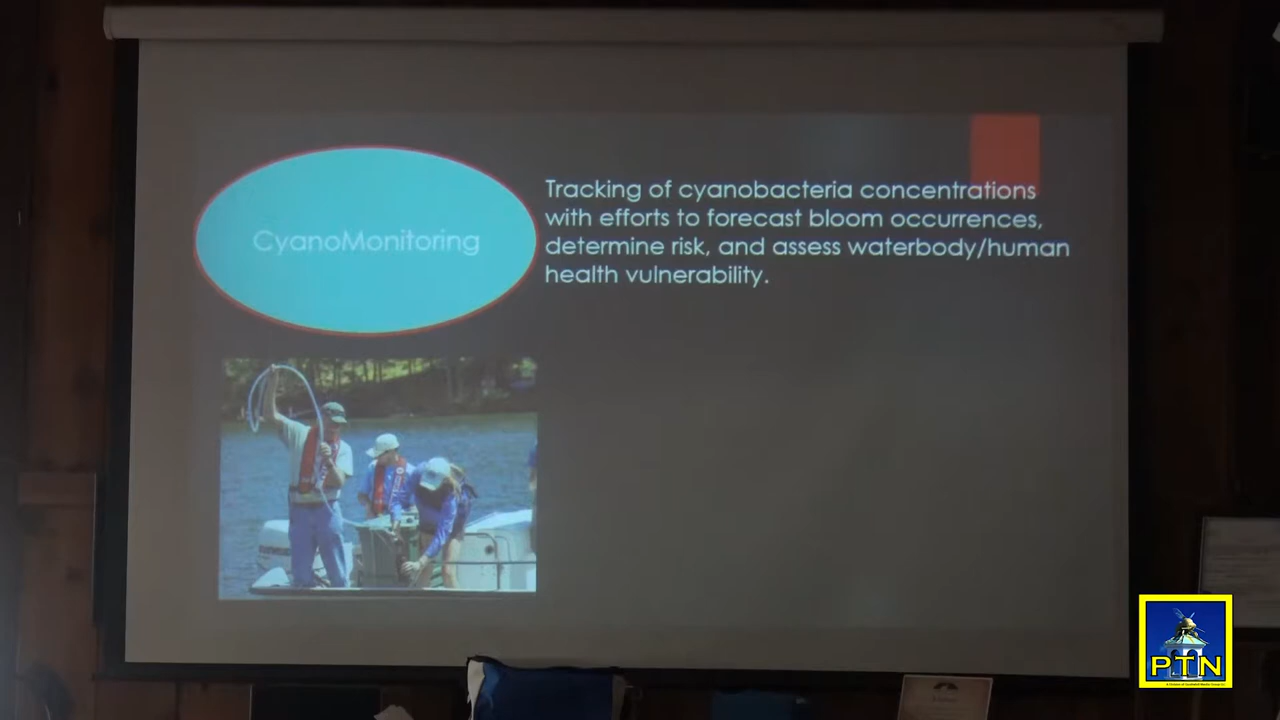 CyanoMonitoring
Tracking of cyanobacteria concentrations
with efforts to forecast bloom occurrences,
determine risk, and assess waterbody/human
health vulnerability.
PTN